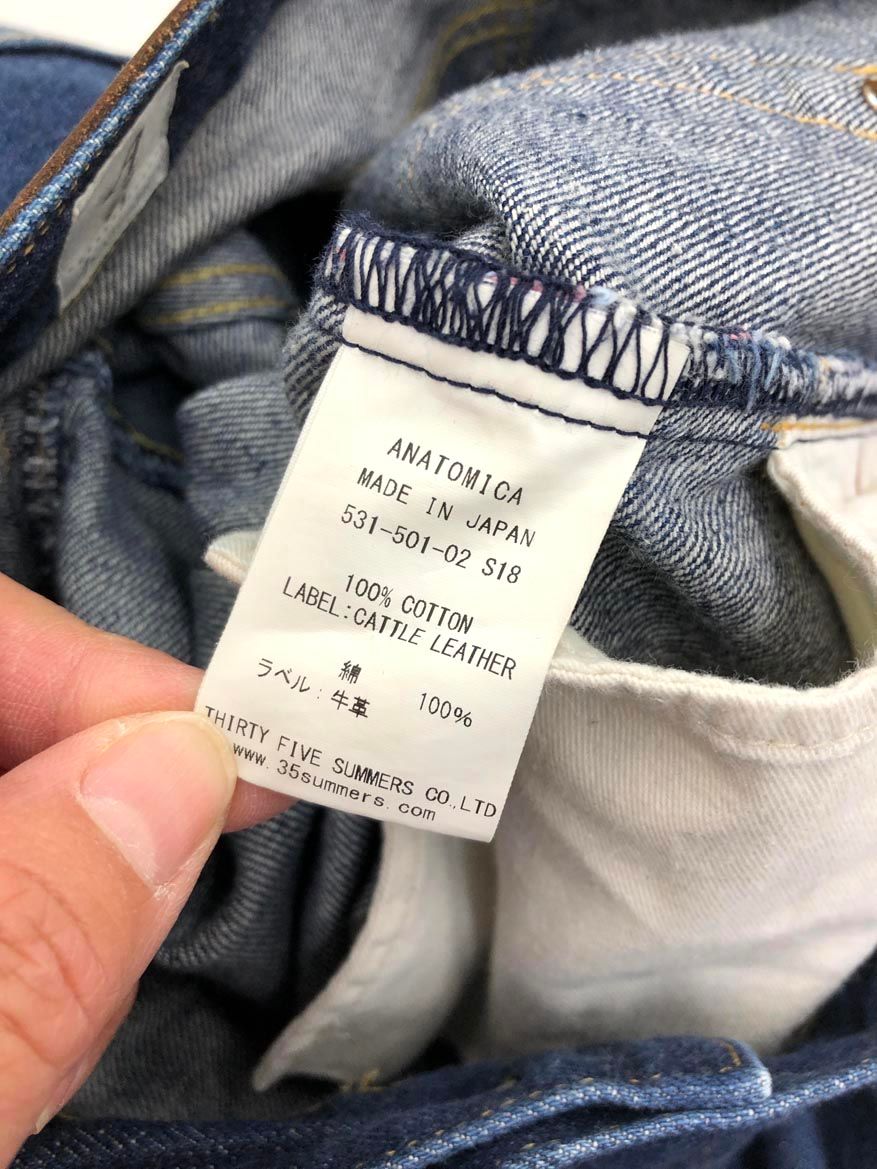 ANATOMICA
MADE IN JAPAN
531-501-02 S18
100% COTTON
LABEL:CATTLE LEATHER
綿 100%
ラベル:牛革
THIRTY FIVE SUMMERS CO.,LTD
www.35summers.com